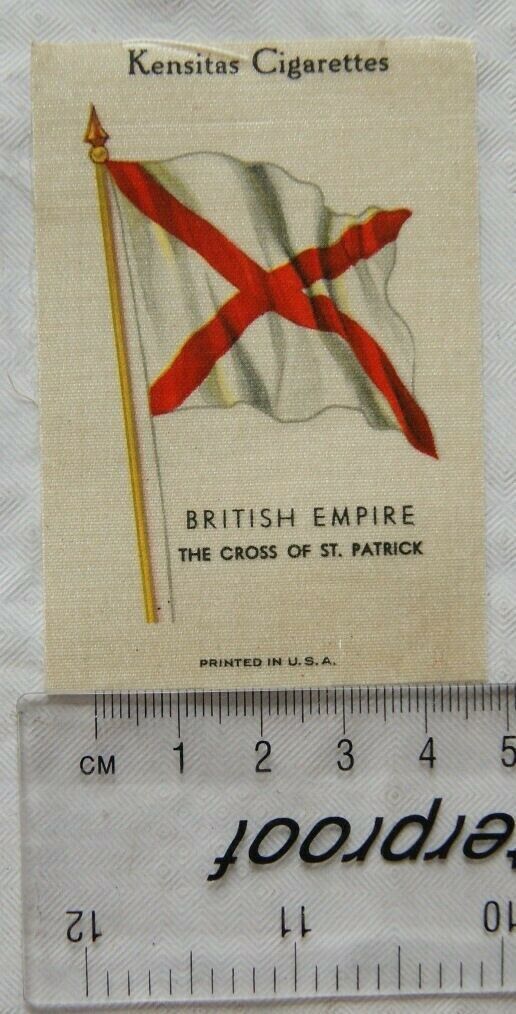 Kensitas Cigarettes
BRITISH EMPIRE
THE CROSS OF ST. PATRICK
PRINTED IN U.S.A.
CM 1 2 3 4 5
erproof
12 11 10